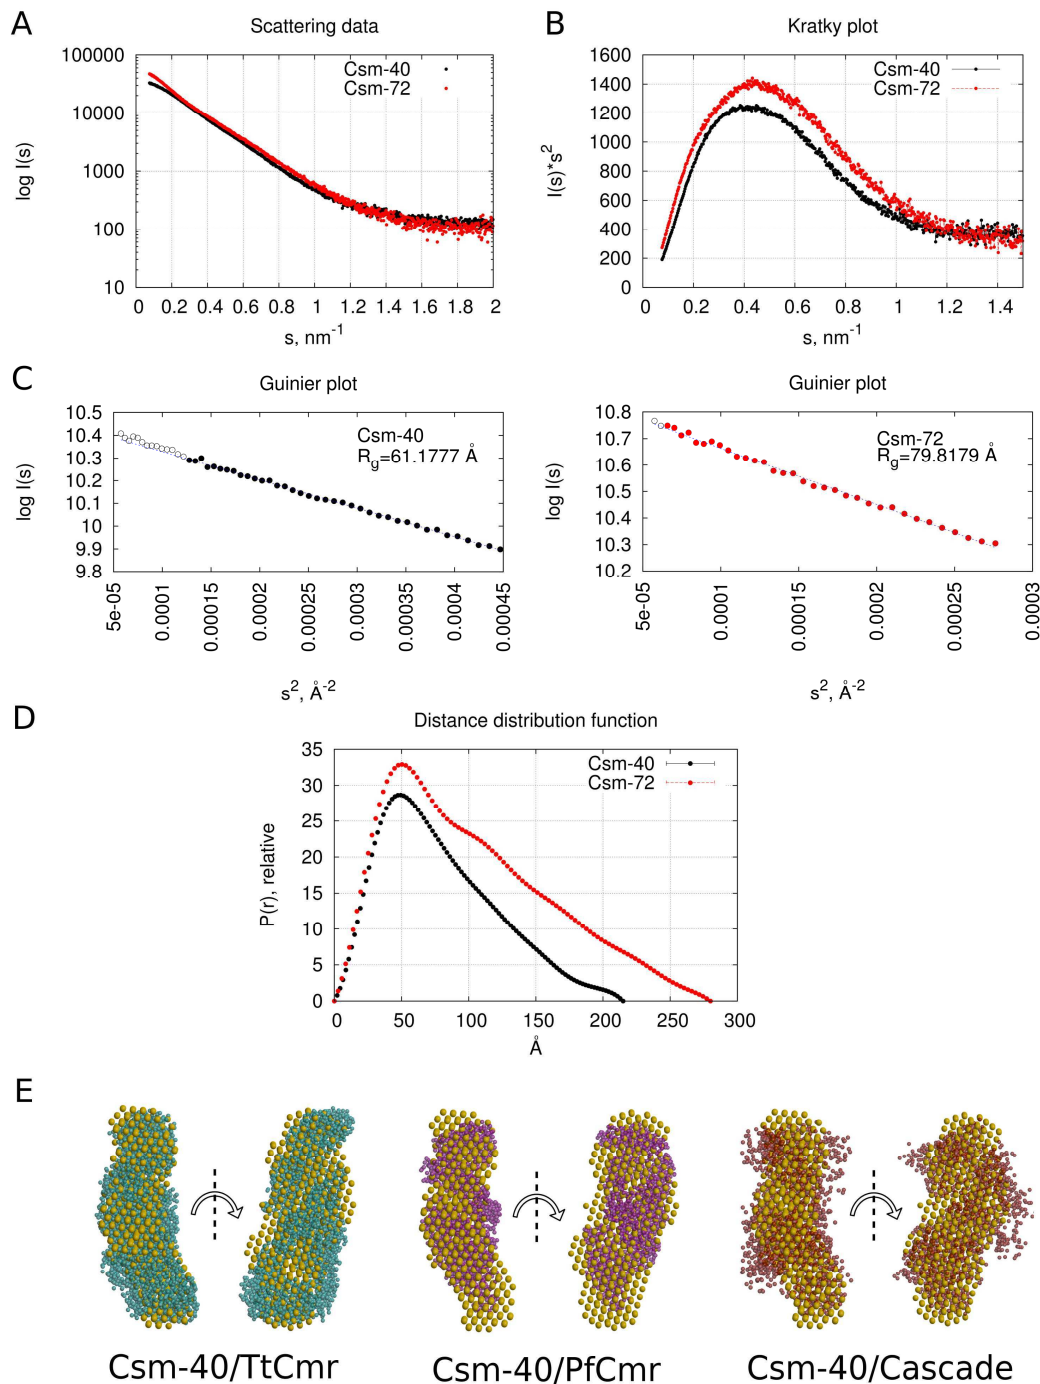 A
Scattering data
100000
10000
1000
100
10
log I(s)
Csm-40
Csm-72
0 0.2 0.4 0.6 0.8 1 1.2 1.4 1.6 1.8 2
s, nm⁻¹
B
Kratky plot
1600
1400
1200
1000
800
600
400
200
0
I(s)*s²
Csm-40
Csm-72
0 0.2 0.4 0.6 0.8 1 1.2 1.4
s, nm⁻¹
C
Guinier plot
10.5
10.4
10.3
10.2
10.1
10
9.9
9.8
log I(s)
Csm-40
Rg=61.1777 Å
5e-05 0.0001 0.00015 0.0002 0.00025 0.0003 0.00035 0.0004 0.00045
s², Å⁻²
Guinier plot
10.8
10.7
10.6
10.5
10.4
10.3
10.2
log I(s)
Csm-72
Rg=79.8179 Å
5e-05 0.0001 0.00015 0.0002 0.00025 0.0003
s², Å⁻²
D
Distance distribution function
35
30
25
20
15
10
5
0
P(r), relative
Csm-40
Csm-72
0 50 100 150 200 250 300
Å
E
Csm-40/TtCmr
Csm-40/PfCmr
Csm-40/Cascade